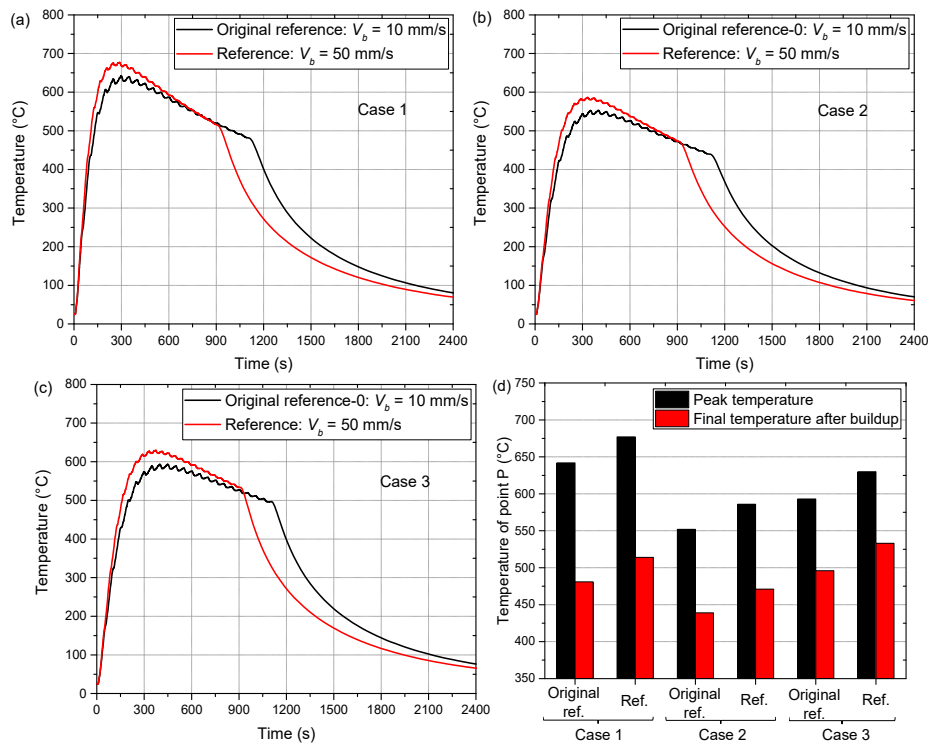 (a)
800
700
600
500
400
300
200
100
0
Temperature (°C)
Original reference: V_b = 10 mm/s
Reference: V_b = 50 mm/s
Case 1
0 300 600 900 1200 1500 1800 2100 2400
Time (s)
(b)
800
700
600
500
400
300
200
100
0
Temperature (°C)
Original reference-0: V_b = 10 mm/s
Reference: V_b = 50 mm/s
Case 2
0 300 600 900 1200 1500 1800 2100 2400
Time (s)
(c)
800
700
600
500
400
300
200
100
0
Temperature (°C)
Original reference-0: V_b = 10 mm/s
Reference: V_b = 50 mm/s
Case 3
0 300 600 900 1200 1500 1800 2100 2400
Time (s)
(d)
750
700
650
600
550
500
450
400
350
Temperature of point P (°C)
Peak temperature
Final temperature after buildup
Original Ref. Original Ref. Original Ref.
ref. ref. ref.
Case 1 Case 2 Case 3